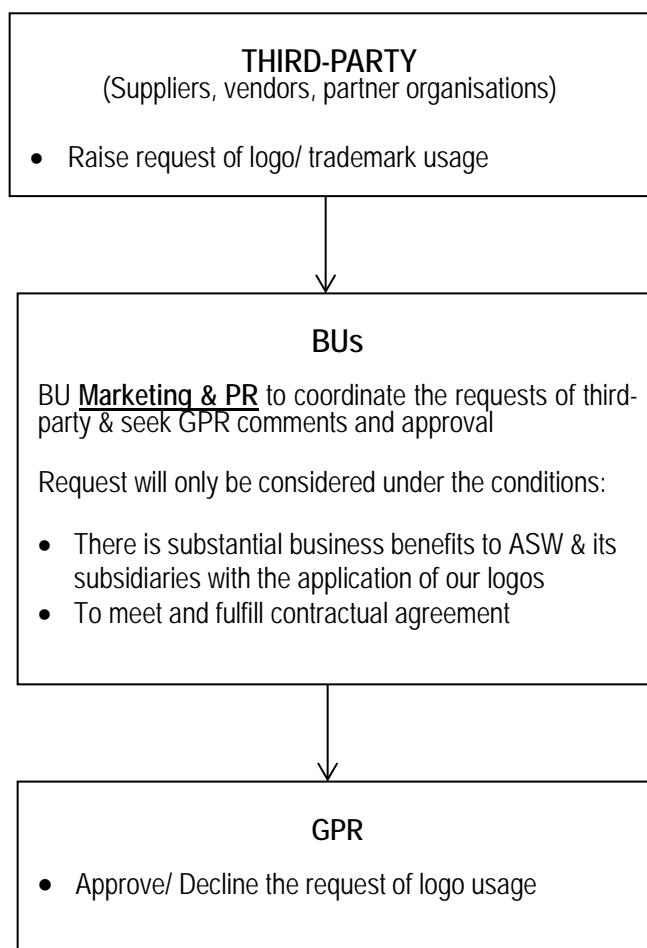 THIRD-PARTY
(Suppliers, vendors, partner organisations)
• Raise request of logo/ trademark usage
BUs
BU Marketing & PR to coordinate the requests of third-
party & seek GPR comments and approval
Request will only be considered under the conditions:
• There is substantial business benefits to ASW & its
subsidiaries with the application of our logos
• To meet and fulfill contractual agreement
GPR
• Approve/ Decline the request of logo usage